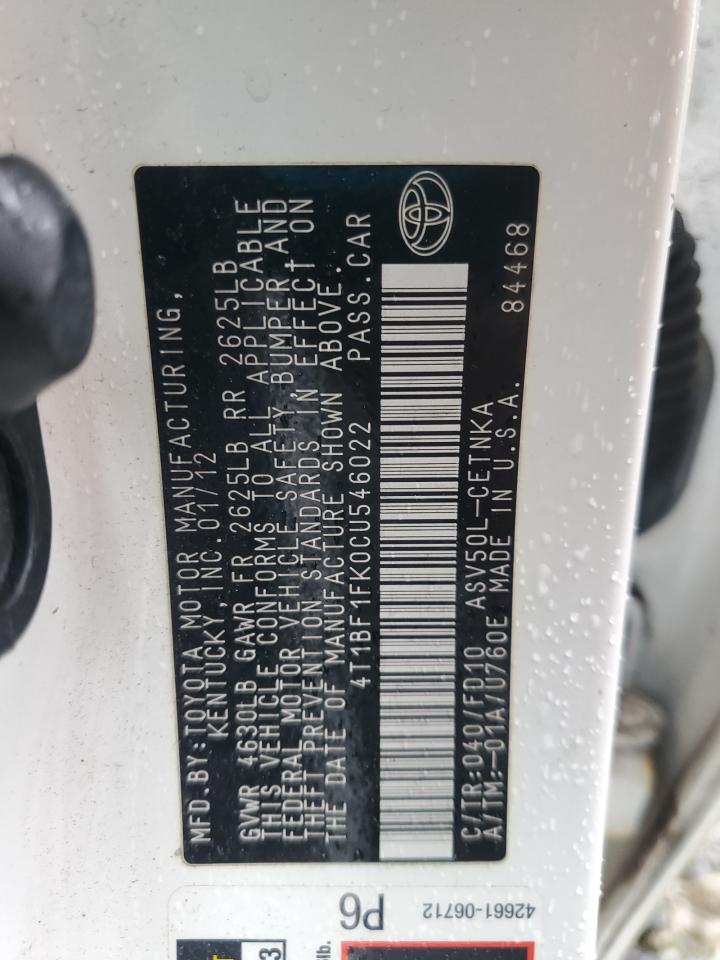 MFD.BY:TOYOTA MOTOR MANUFACTURING,
KENTUCKY, INC.01/12
GVWR 4630LB GAWR FR 2625LB RR 2625LB
THIS VEHICLE CONFORMS TO ALL APPLICABLE
FEDERAL MOTOR VEHICLE SAFETY, BUMPER AND
THEFT PREVENTION STANDARDS IN EFFECT ON
THE DATE OF MANUFACTURE SHOWN ABOVE.
4T1BF1FK0CU546022 PASS CAR
C/TR:040/FD10 ASV50L-CETNKA
A/TM:-01A/U760E MADE IN U.S.A.
84468
P6
42661-06712
lb.
3